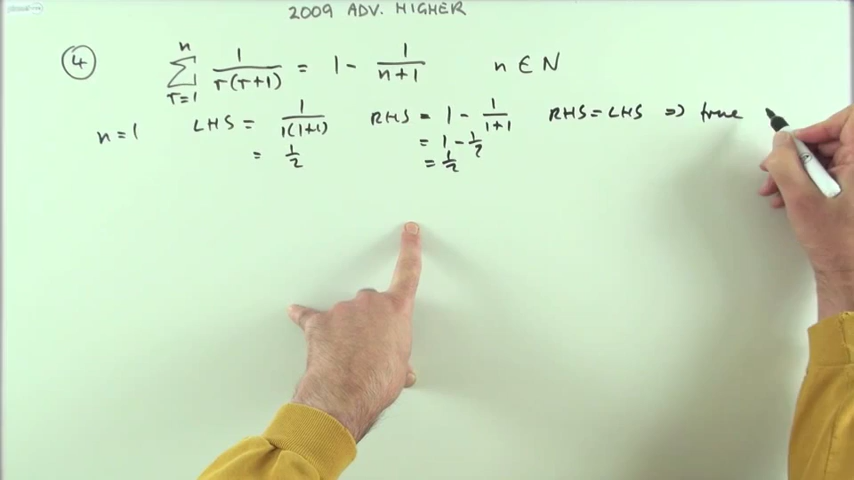 2009 ADV. HIGHER
④ n∑r=1 1/r(r+1) = 1 - 1/n+1 n ∈ N
n=1 LHS = 1/1(1+1) RHS = 1 - 1/1+1 RHS = LHS ⇒ true
= 1/2 = 1 - 1/2
= 1/2